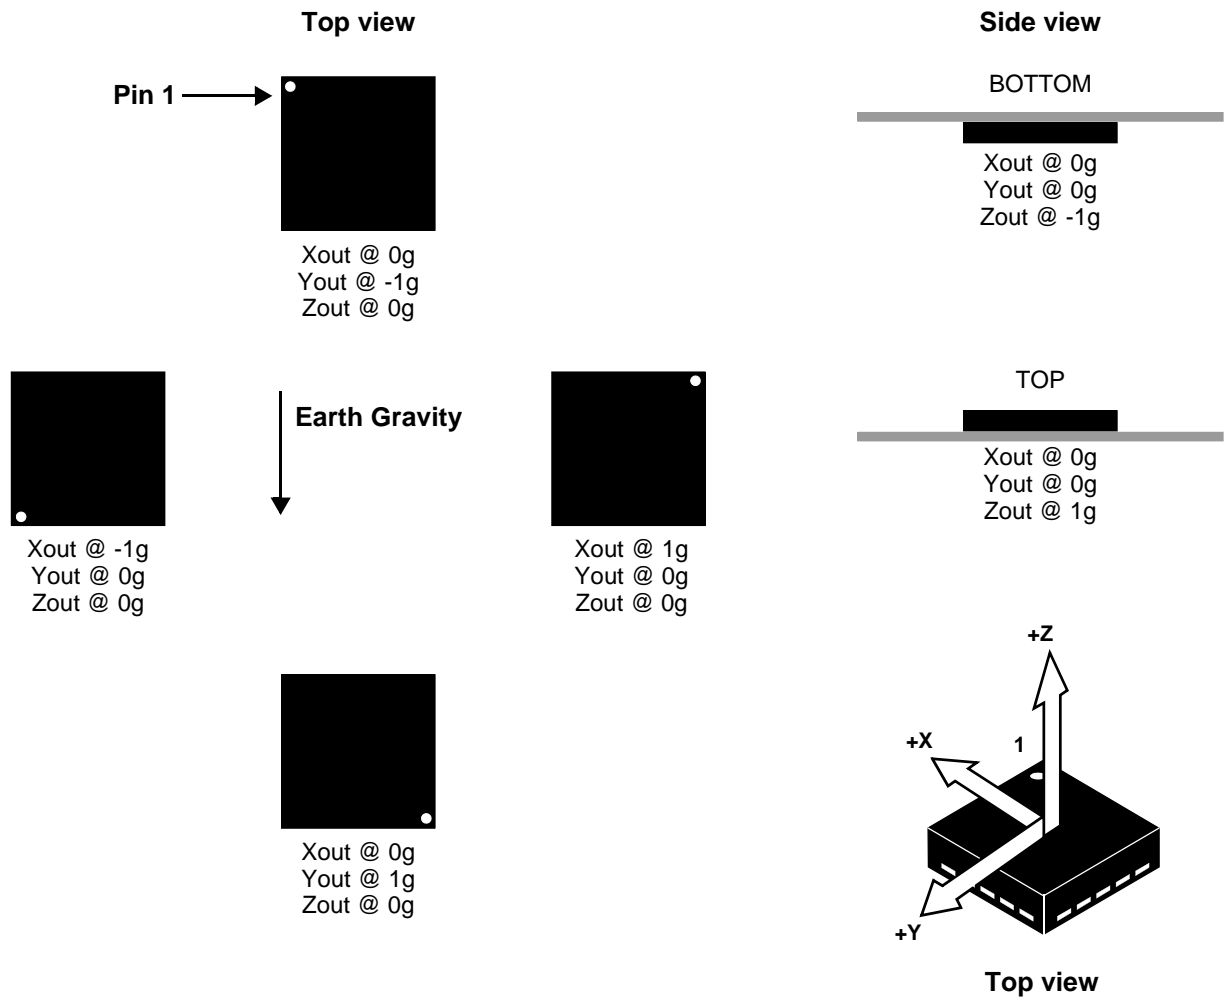 Top view
Pin 1
Xout @ 0g
Yout @ -1g
Zout @ 0g
Earth Gravity
Xout @ -1g
Yout @ 0g
Zout @ 0g
Xout @ 1g
Yout @ 0g
Zout @ 0g
Xout @ 0g
Yout @ 1g
Zout @ 0g
Side view
BOTTOM
Xout @ 0g
Yout @ 0g
Zout @ -1g
TOP
Xout @ 0g
Yout @ 0g
Zout @ 1g
+Z
+X
1
+Y
Top view